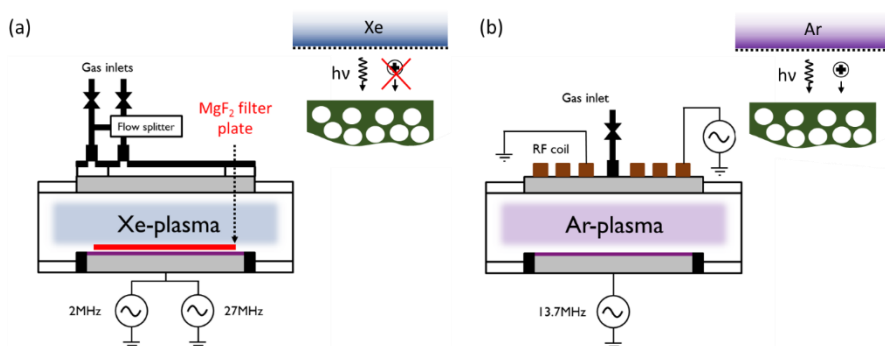 (a)
Xe
hν
Gas inlets
Flow splitter
MgF₂ filter
plate
Xe-plasma
2MHz
27MHz
(b)
Ar
hν
Gas inlet
RF coil
Ar-plasma
13.7MHz